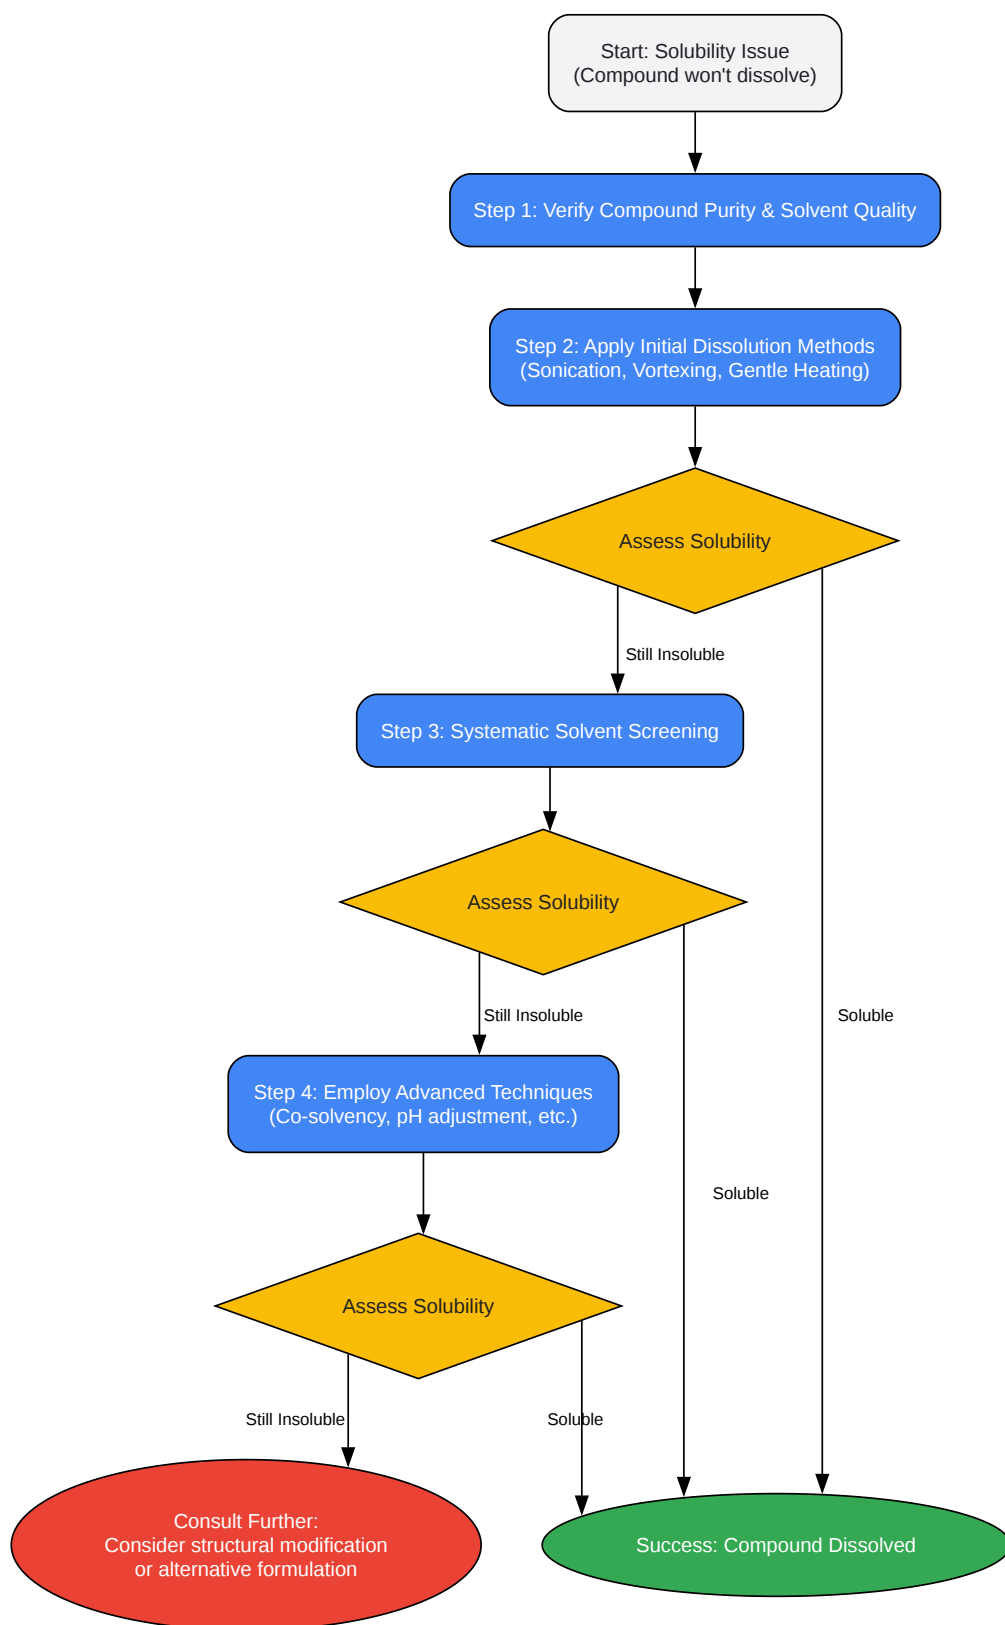 Start: Solubility Issue
(Compound won't dissolve)
Step 1: Verify Compound Purity & Solvent Quality
Step 2: Apply Initial Dissolution Methods
(Sonication, Vortexing, Gentle Heating)
Assess Solubility
Still Insoluble
Step 3: Systematic Solvent Screening
Assess Solubility
Still Insoluble
Soluble
Step 4: Employ Advanced Techniques
(Co-solvency, pH adjustment, etc.)
Soluble
Assess Solubility
Still Insoluble
Soluble
Consult Further:
Consider structural modification
or alternative formulation
Success: Compound Dissolved